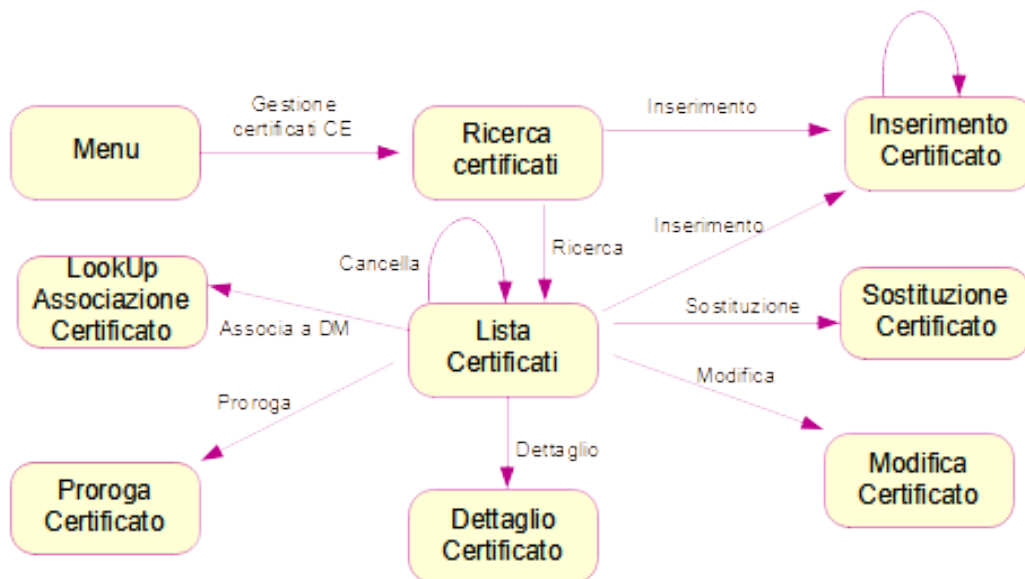 Gestione
certificati CE
Inserimento
Menu
Ricerca
certificati
Inserimento
Certificato
Inserimento
Ricerca
Cancella
LookUp
Associazione
Certificato
Associa a DM
Lista
Certificati
Sostituzione
Sostituzione
Certificato
Modifica
Proroga
Dettaglio
Proroga
Certificato
Dettaglio
Certificato
Modifica
Certificato